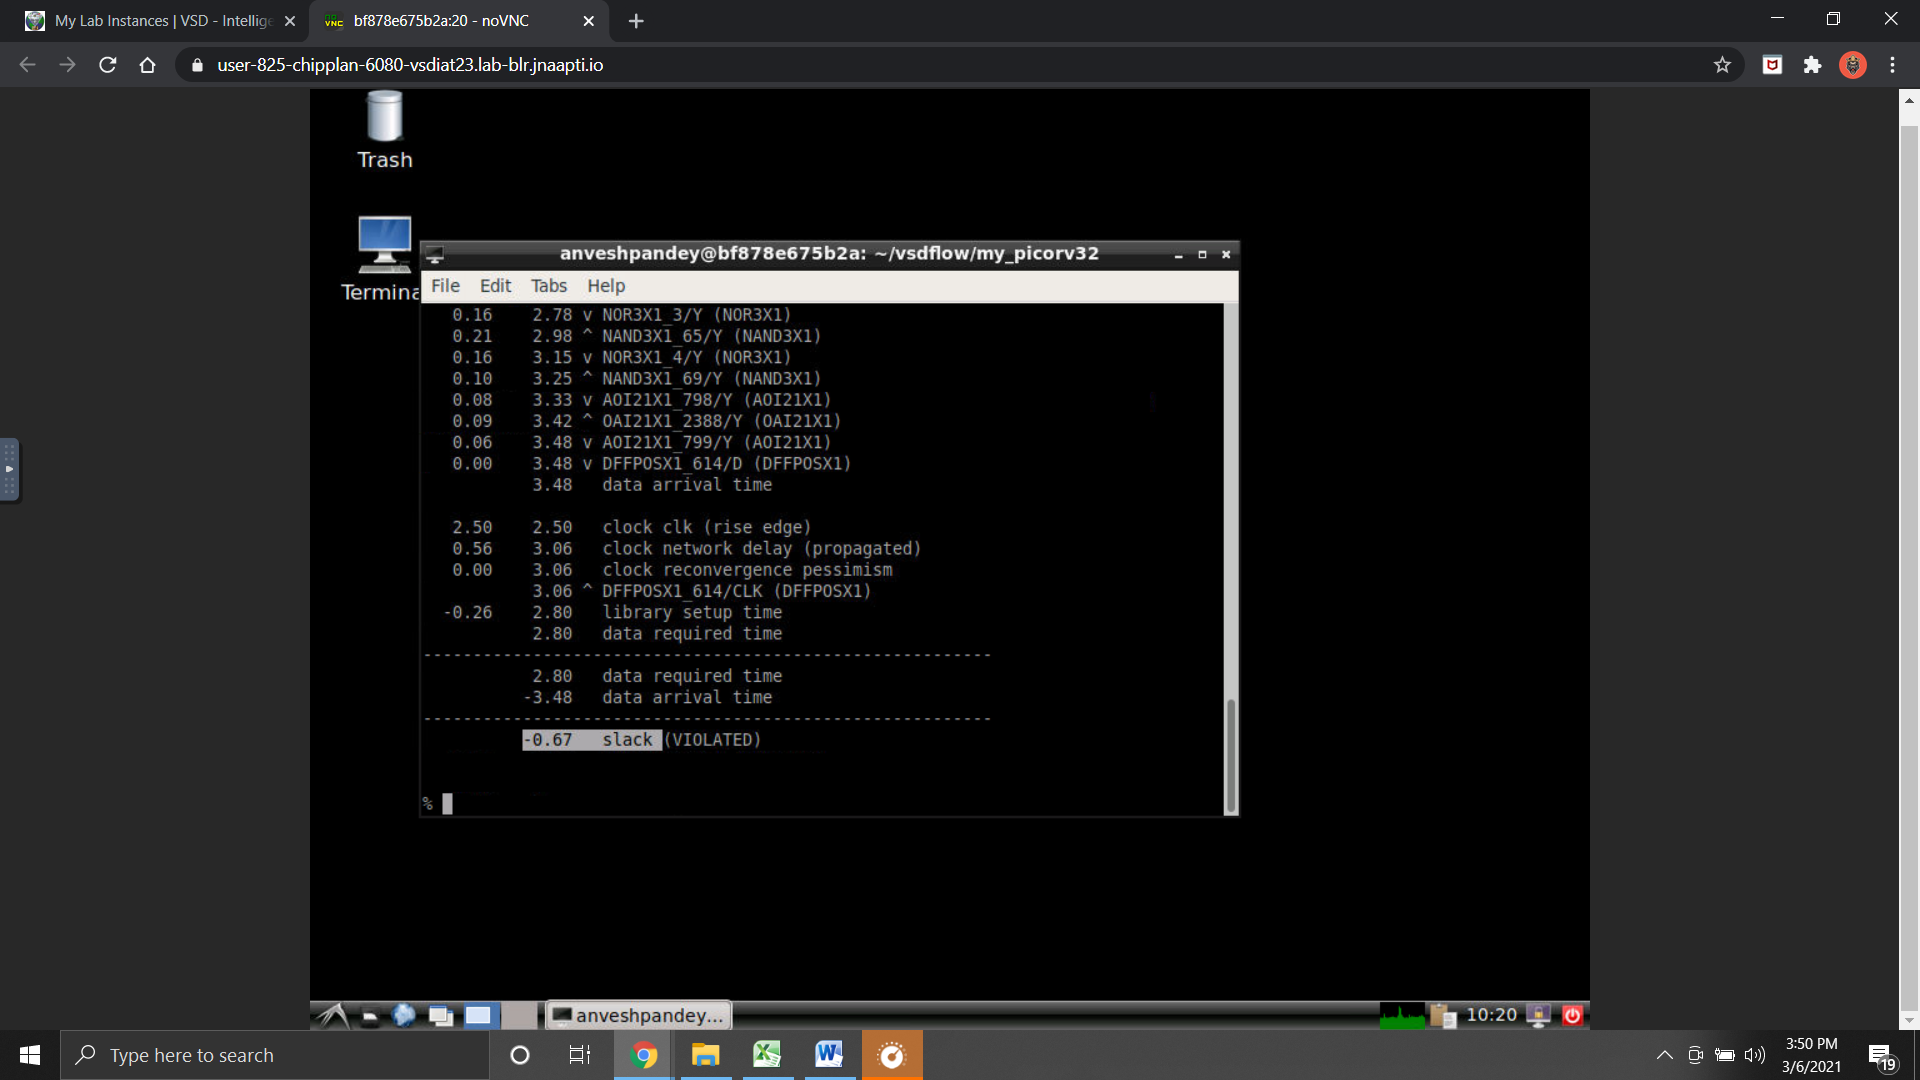 My Lab Instances | VSD - Intellige
bf878e675b2a:20 - noVNC
user-825-chipplan-6080-vsdiat23.lab-blr.jnaapti.io
Trash
Termina
anveshpandey@bf878e675b2a: ~/vsdflow/my_picorv32
File Edit Tabs Help
0.16 2.78 v NOR3X1_3/Y (NOR3X1)
0.21 2.98 ^ NAND3X1_65/Y (NAND3X1)
0.16 3.15 v NOR3X1_4/Y (NOR3X1)
0.10 3.25 ^ NAND3X1_69/Y (NAND3X1)
0.08 3.33 v AOI21X1_798/Y (AOI21X1)
0.09 3.42 ^ OAI21X1_2388/Y (OAI21X1)
0.06 3.48 v AOI21X1_799/Y (AOI21X1)
0.00 3.48 v DFFPOSX1_614/D (DFFPOSX1)
3.48 data arrival time
2.50 2.50 clock clk (rise edge)
0.56 3.06 clock network delay (propagated)
0.00 3.06 clock reconvergence pessimism
3.06 ^ DFFPOSX1_614/CLK (DFFPOSX1)
-0.26 2.80 library setup time
2.80 data required time
---------------------------------------------------------
2.80 data required time
-3.48 data arrival time
---------------------------------------------------------
-0.67 slack (VIOLATED)
%
anveshpandey...
10:20
Type here to search
3:50 PM
3/6/2021
19